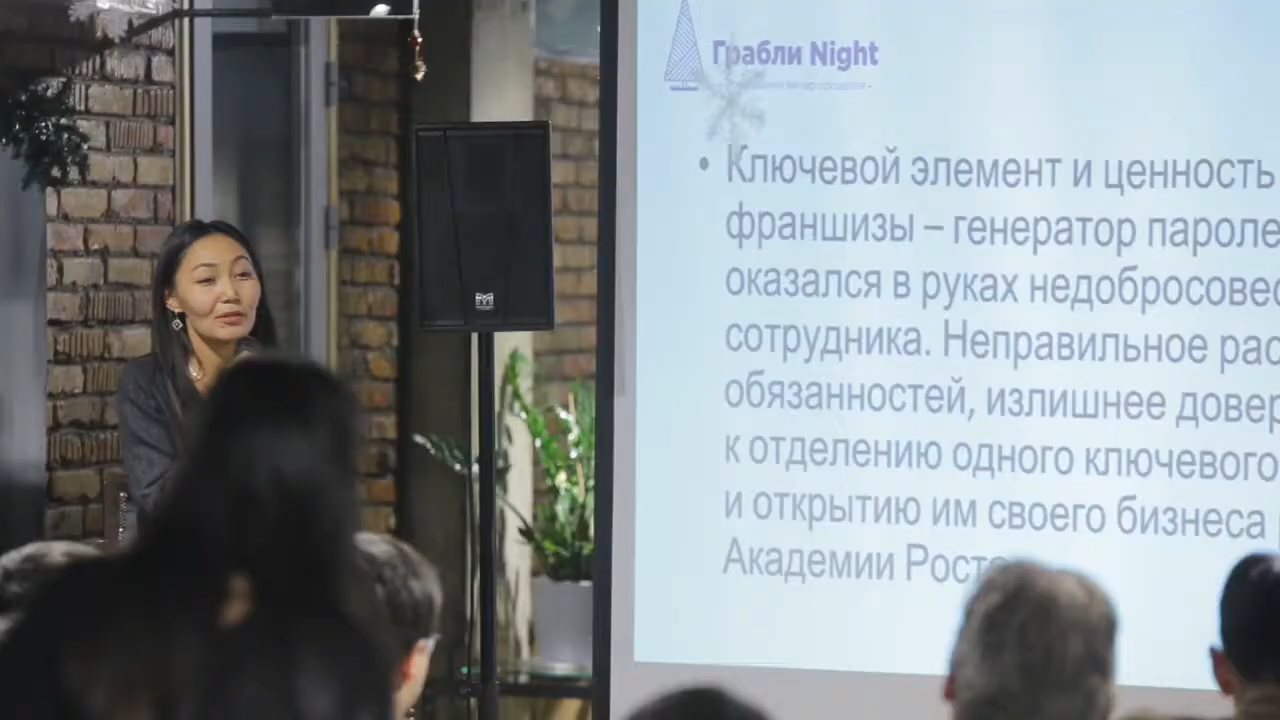 Грабли Night
• Ключевой элемент и ценность
франшизы – генератор пароле
оказался в руках недобросовес
сотрудника. Неправильное рас
обязанностей, излишнее довер
к отделению одного ключевого
и открытию им своего бизнеса
Академии Рост